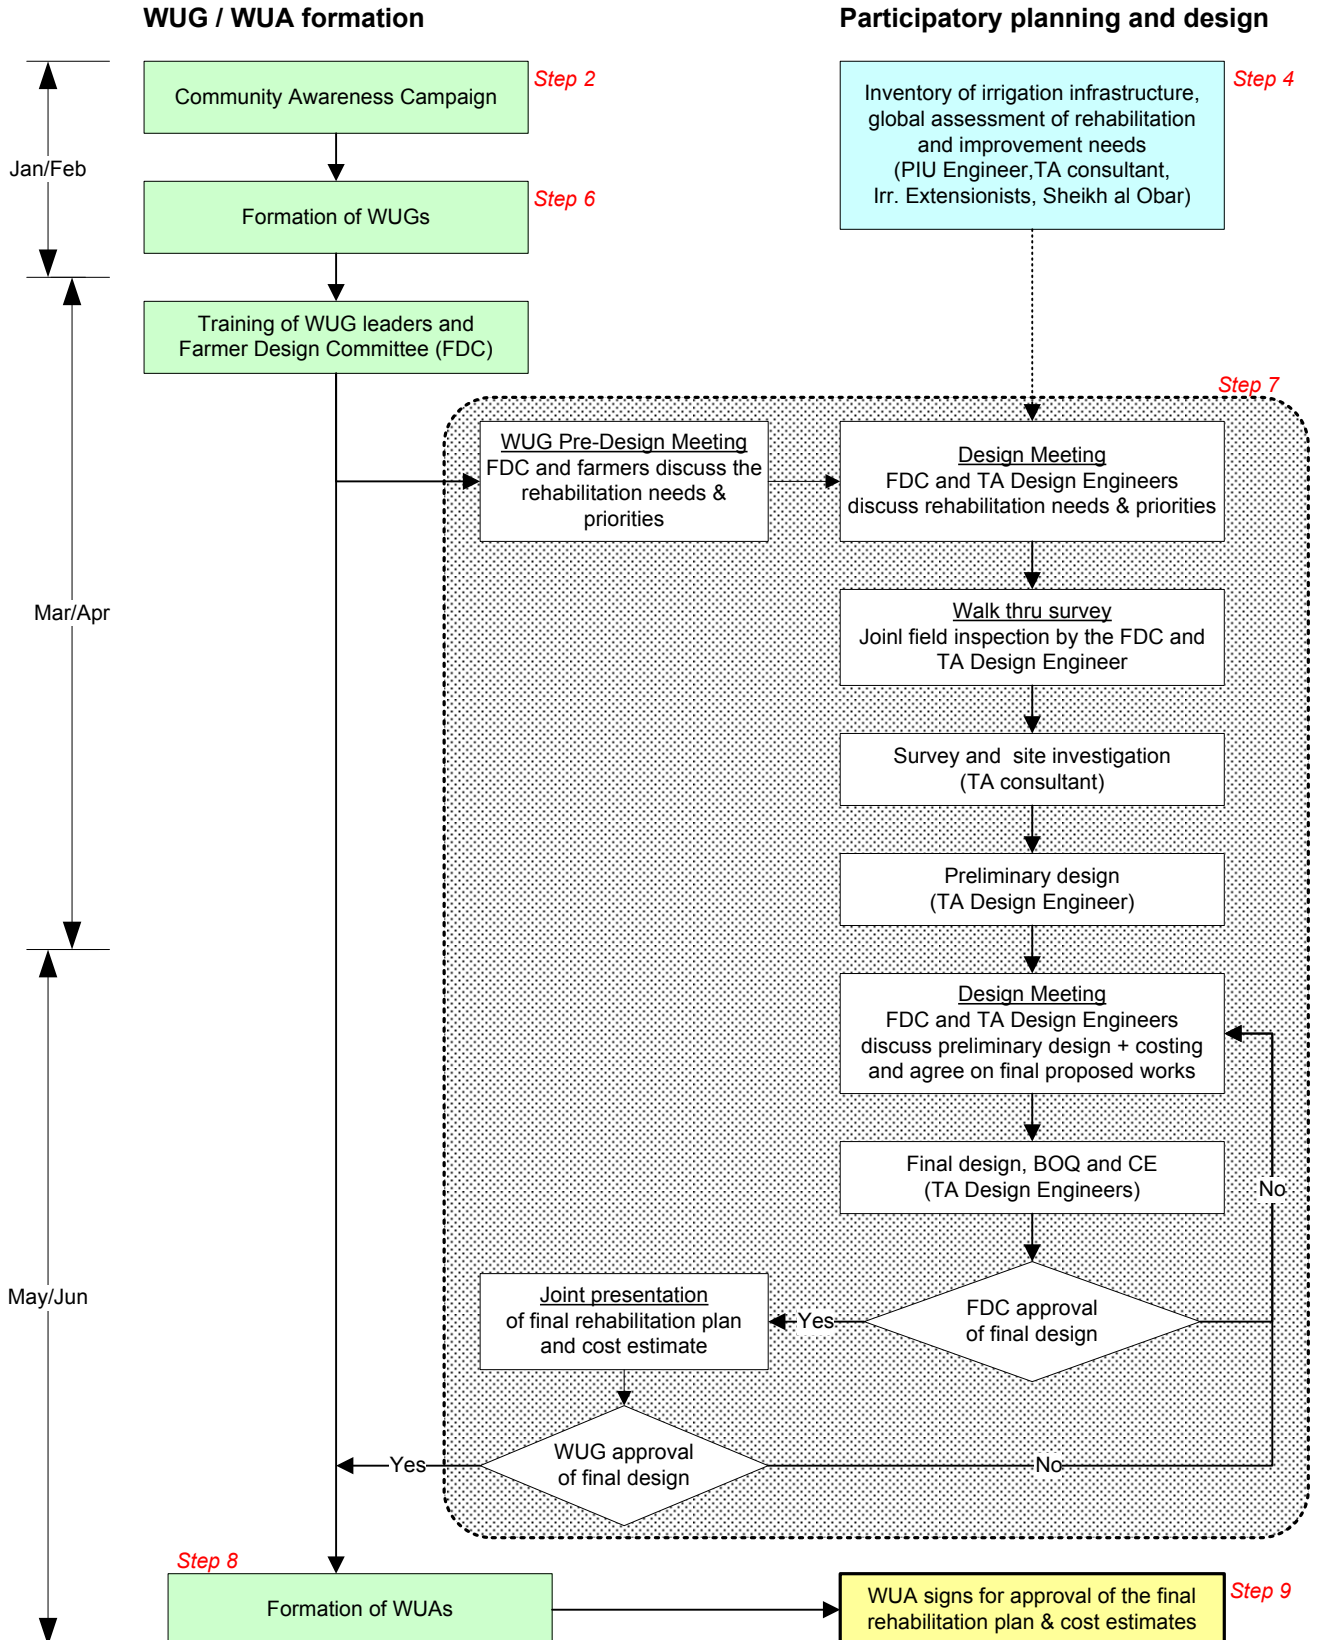 WUG / WUA formation
Participatory planning and design
Jan/Feb
Community Awareness Campaign
Step 2
Inventory of irrigation infrastructure,
global assessment of rehabilitation
and improvement needs
(PIU Engineer,TA consultant,
Irr. Extensionists, Sheikh al Obar)
Step 4
Formation of WUGs
Step 6
Mar/Apr
Training of WUG leaders and
Farmer Design Committee (FDC)
Step 7
WUG Pre-Design Meeting
FDC and farmers discuss the
rehabilitation needs &
priorities
Design Meeting
FDC and TA Design Engineers
discuss rehabilitation needs & priorities
Walk thru survey
Joinl field inspection by the FDC and
TA Design Engineer
Survey and  site investigation
(TA consultant)
Preliminary design
(TA Design Engineer)
May/Jun
Design Meeting
FDC and TA Design Engineers
discuss preliminary design + costing
and agree on final proposed works
Final design, BOQ and CE
(TA Design Engineers)
No
FDC approval
of final design
Yes
Joint presentation
of final rehabilitation plan
and cost estimate
WUG approval
of final design
Yes
No
Step 8
Formation of WUAs
WUA signs for approval of the final
rehabilitation plan & cost estimates
Step 9